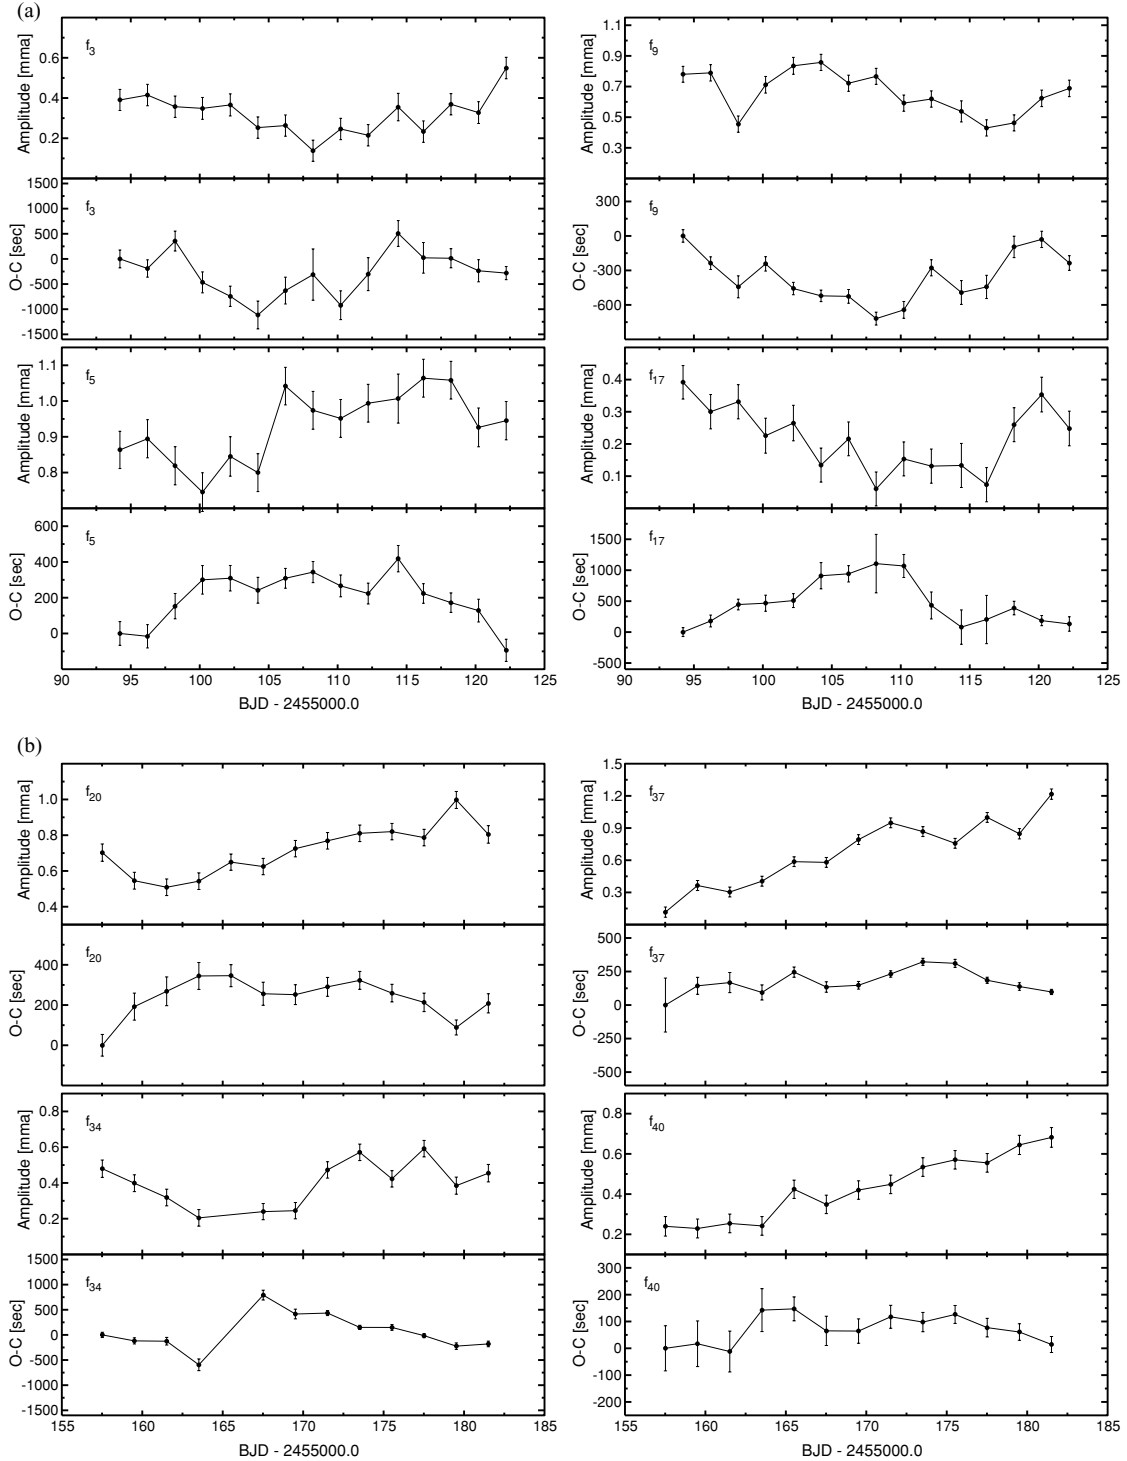 (a)
f3
Amplitude [mma]
0.6
0.4
0.2
f3
O-C [sec]
1500
1000
500
0
-500
-1000
-1500
f5
Amplitude [mma]
1.1
1.0
0.9
0.8
f5
O-C [sec]
600
400
200
0
90 95 100 105 110 115 120 125
BJD - 2455000.0
f9
Amplitude [mma]
1.1
0.9
0.7
0.5
0.3
f9
O-C [sec]
300
0
-300
-600
f17
Amplitude [mma]
0.4
0.3
0.2
0.1
f17
O-C [sec]
1500
1000
500
0
-500
90 95 100 105 110 115 120 125
BJD - 2455000.0
(b)
f20
Amplitude [mma]
1.0
0.8
0.6
0.4
f20
O-C [sec]
400
200
0
f34
Amplitude [mma]
0.8
0.6
0.4
0.2
f34
O-C [sec]
1500
1000
500
0
-500
-1000
-1500
155 160 165 170 175 180 185
BJD - 2455000.0
f37
Amplitude [mma]
1.5
1.2
0.9
0.6
0.3
f37
O-C [sec]
500
250
0
-250
-500
f40
Amplitude [mma]
0.8
0.6
0.4
0.2
f40
O-C [sec]
300
200
100
0
-100
-200
155 160 165 170 175 180 185
BJD - 2455000.0